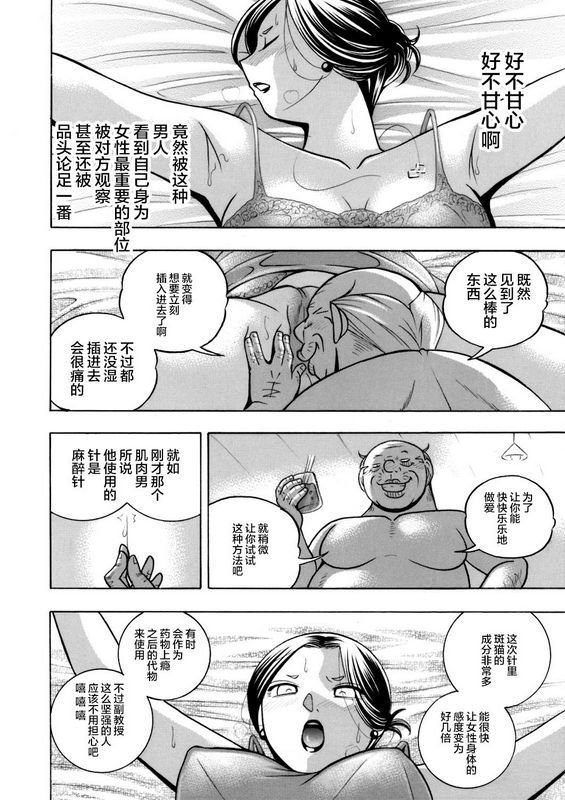 好不甘心
好不甘心啊
竟然被这种
男人
看到自己身为
女性最重要的部位
被对方观察
甚至还被
品头论足一番
既然
见到了
这么棒的
东西
就变得
想要立刻
插入进去了啊
不过都
还没湿
插进去
会很痛的
为了
让你能
快快乐乐地
做爱
就稍微
让你试试
这种方法吧
就如
刚才那个
肌肉男
所说
他使用的
针是
麻醉针
这次针里
斑猫的
成分非常多
能很快
让女性身体的
感度变为
好几倍
有时
会作为
药物上瘾
之后的代物
来使用
不过副教授
这么坚强的人
应该不用担心吧
嘻嘻嘻